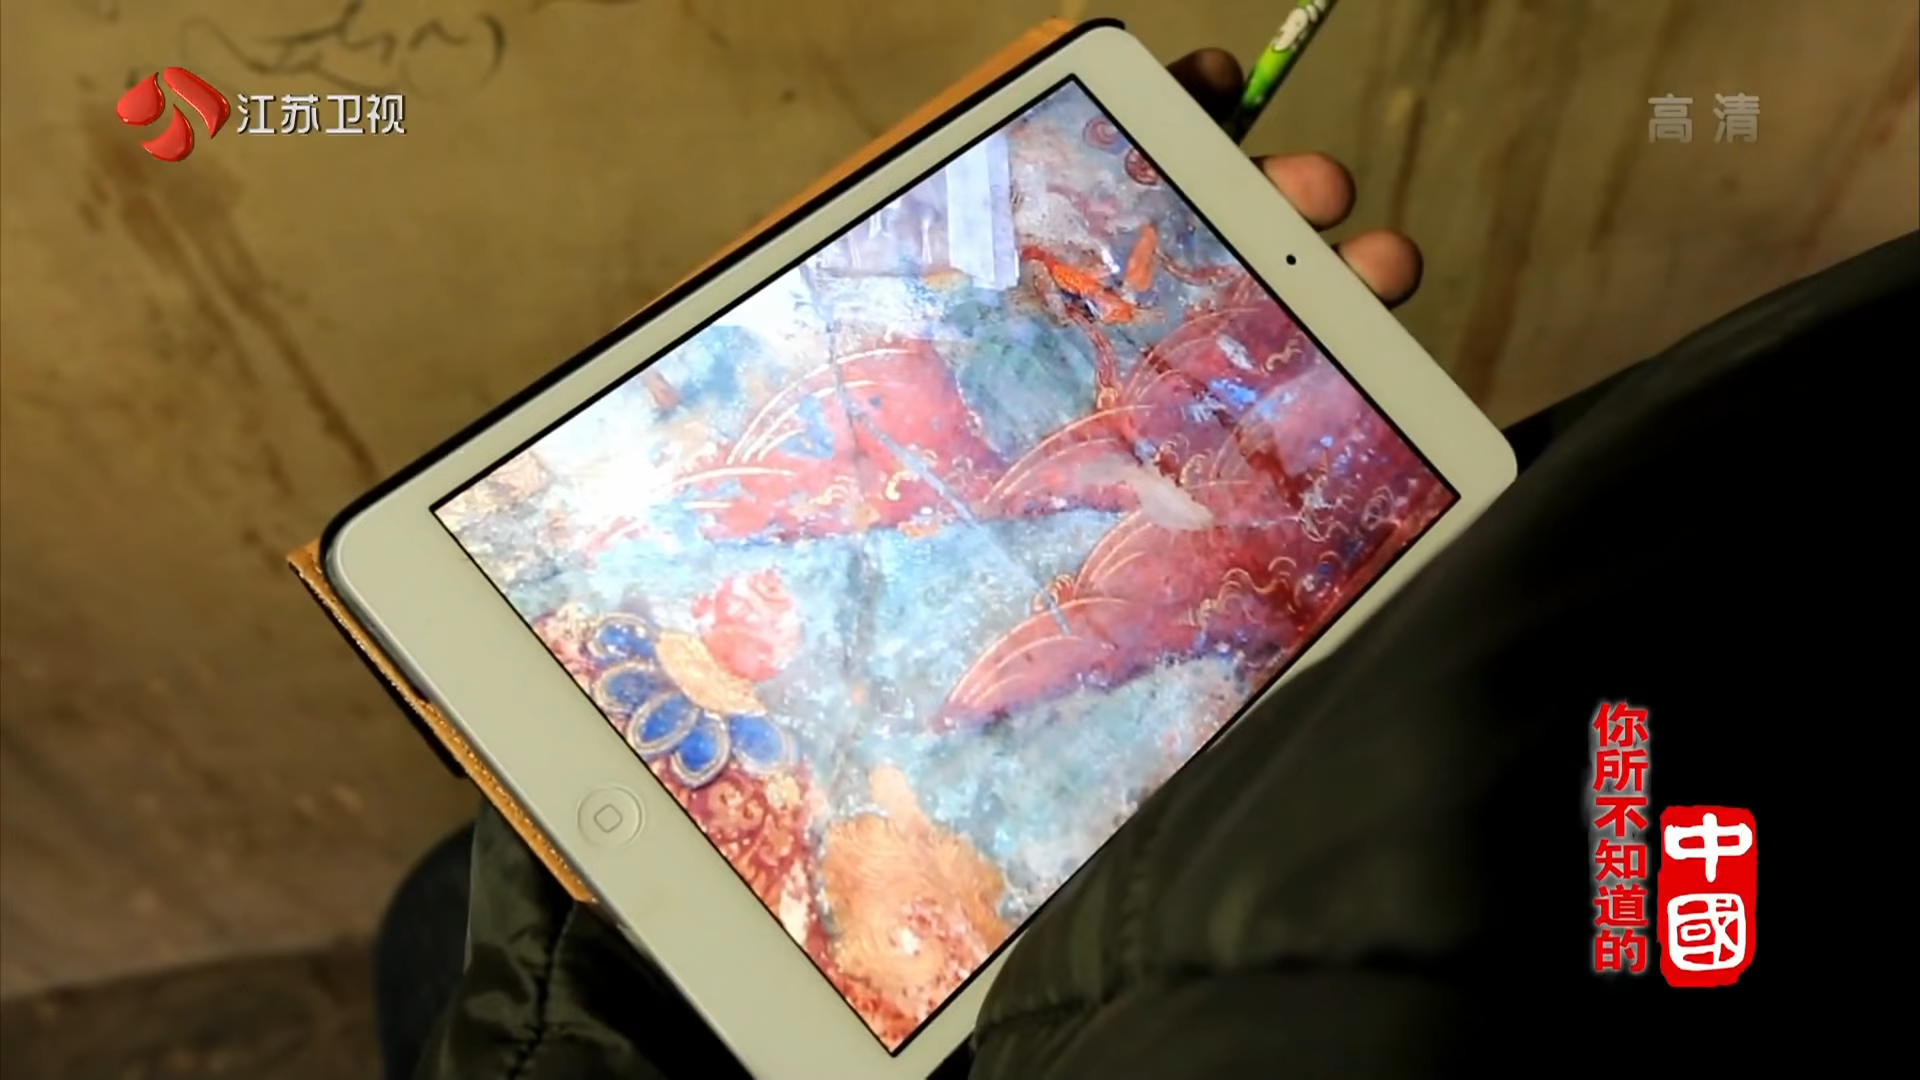 江苏卫视
高清
你所不知道的
中國